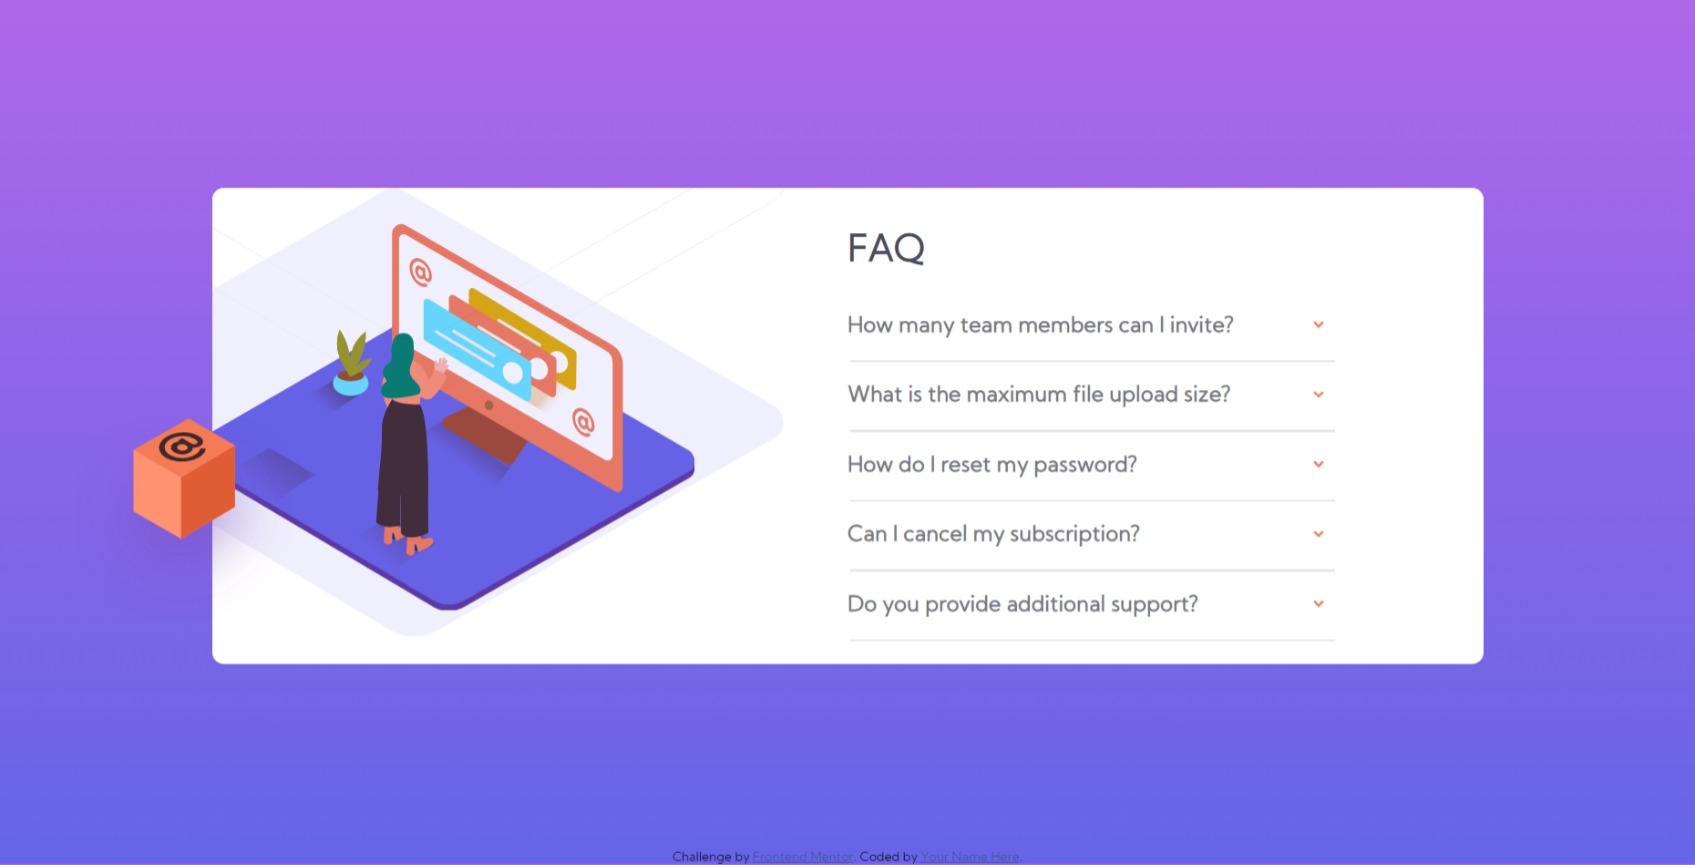 FAQ
How many team members can I invite?
What is the maximum file upload size?
How do I reset my password?
Can I cancel my subscription?
Do you provide additional support?
@
@
@
Challenge by Frontend Mentor. Coded by Your Name Here.